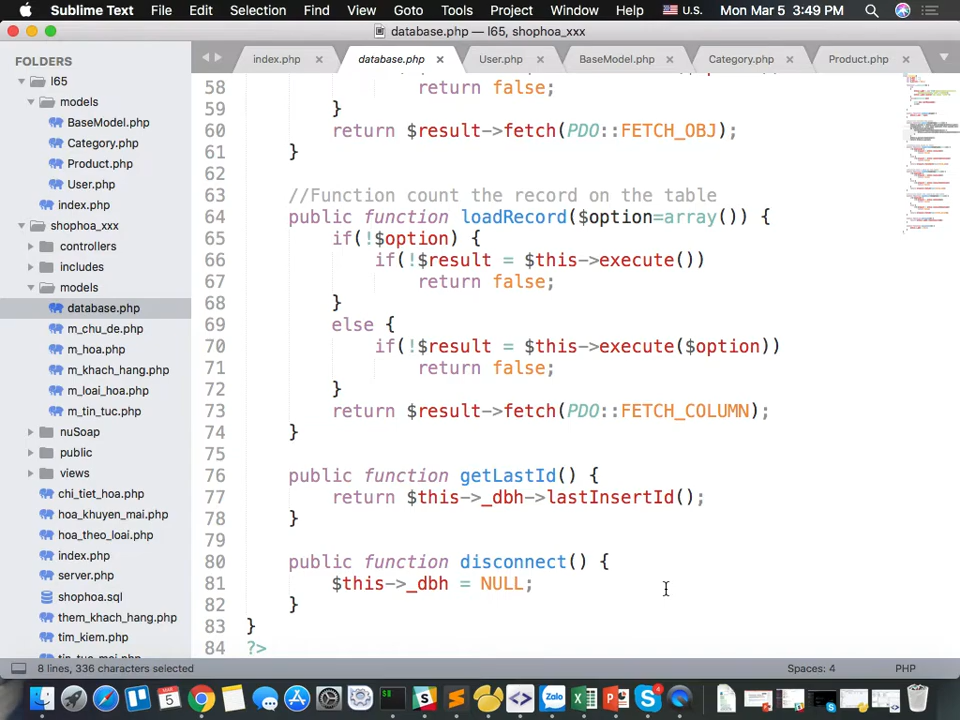 Sublime Text File Edit Selection Find View Goto Tools Project Window Help U.S. Mon Mar 5 3:49 PM
database.php — l65, shophoa_xxx
FOLDERS
l65
models
BaseModel.php
Category.php
Product.php
User.php
index.php
shophoa_xxx
controllers
includes
models
database.php
m_chu_de.php
m_hoa.php
m_khach_hang.php
m_loai_hoa.php
m_tin_tuc.php
nuSoap
public
views
chi_tiet_hoa.php
hoa_khuyen_mai.php
hoa_theo_loai.php
index.php
server.php
shophoa.sql
them_khach_hang.php
tim_kiem.php
index.php database.php User.php BaseModel.php Category.php Product.php
58 return false;
59 }
60 return $result->fetch(PDO::FETCH_OBJ);
61 }
62
63 //Function count the record on the table
64 public function loadRecord($option=array()) {
65 if(!$option) {
66 if(!$result = $this->execute())
67 return false;
68 }
69 else {
70 if(!$result = $this->execute($option))
71 return false;
72 }
73 return $result->fetch(PDO::FETCH_COLUMN);
74 }
75
76 public function getLastId() {
77 return $this->_dbh->lastInsertId();
78 }
79
80 public function disconnect() {
81 $this->_dbh = NULL;
82 }
83 }
84 ?>
8 lines, 336 characters selected Spaces: 4 PHP